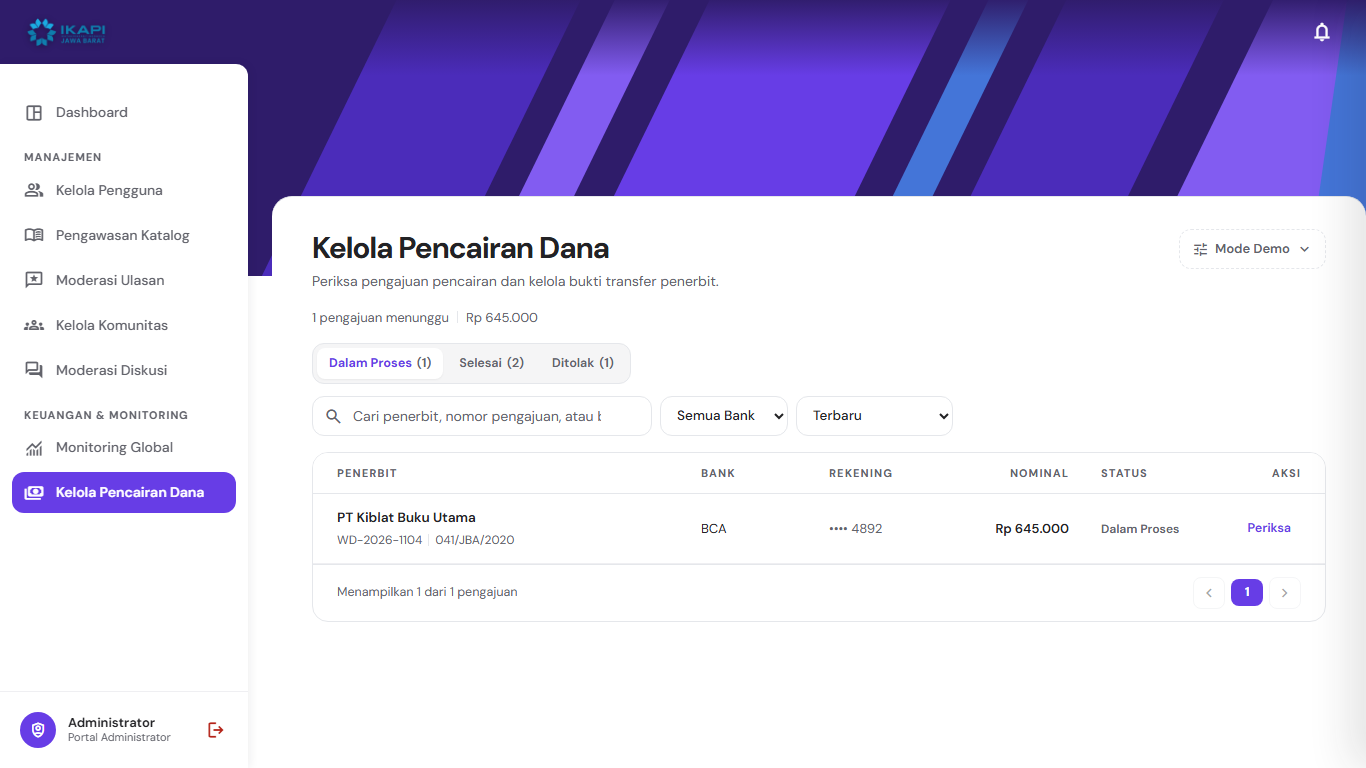 IKAPI
JAWA BARAT
Dashboard
MANAJEMEN
Kelola Pengguna
Pengawasan Katalog
Moderasi Ulasan
Kelola Komunitas
Moderasi Diskusi
KEUANGAN & MONITORING
Monitoring Global
Kelola Pencairan Dana
Administrator
Portal Administrator
Kelola Pencairan Dana
Mode Demo
Periksa pengajuan pencairan dan kelola bukti transfer penerbit.
1 pengajuan menunggu | Rp 645.000
Dalam Proses (1) Selesai (2) Ditolak (1)
Cari penerbit, nomor pengajuan, atau Semua Bank Terbaru
PENERBIT BANK REKENING NOMINAL STATUS AKSI
PT Kiblat Buku Utama
WD-2026-1104 | 041/JBA/2020
BCA •••• 4892 Rp 645.000 Dalam Proses Periksa
Menampilkan 1 dari 1 pengajuan
1